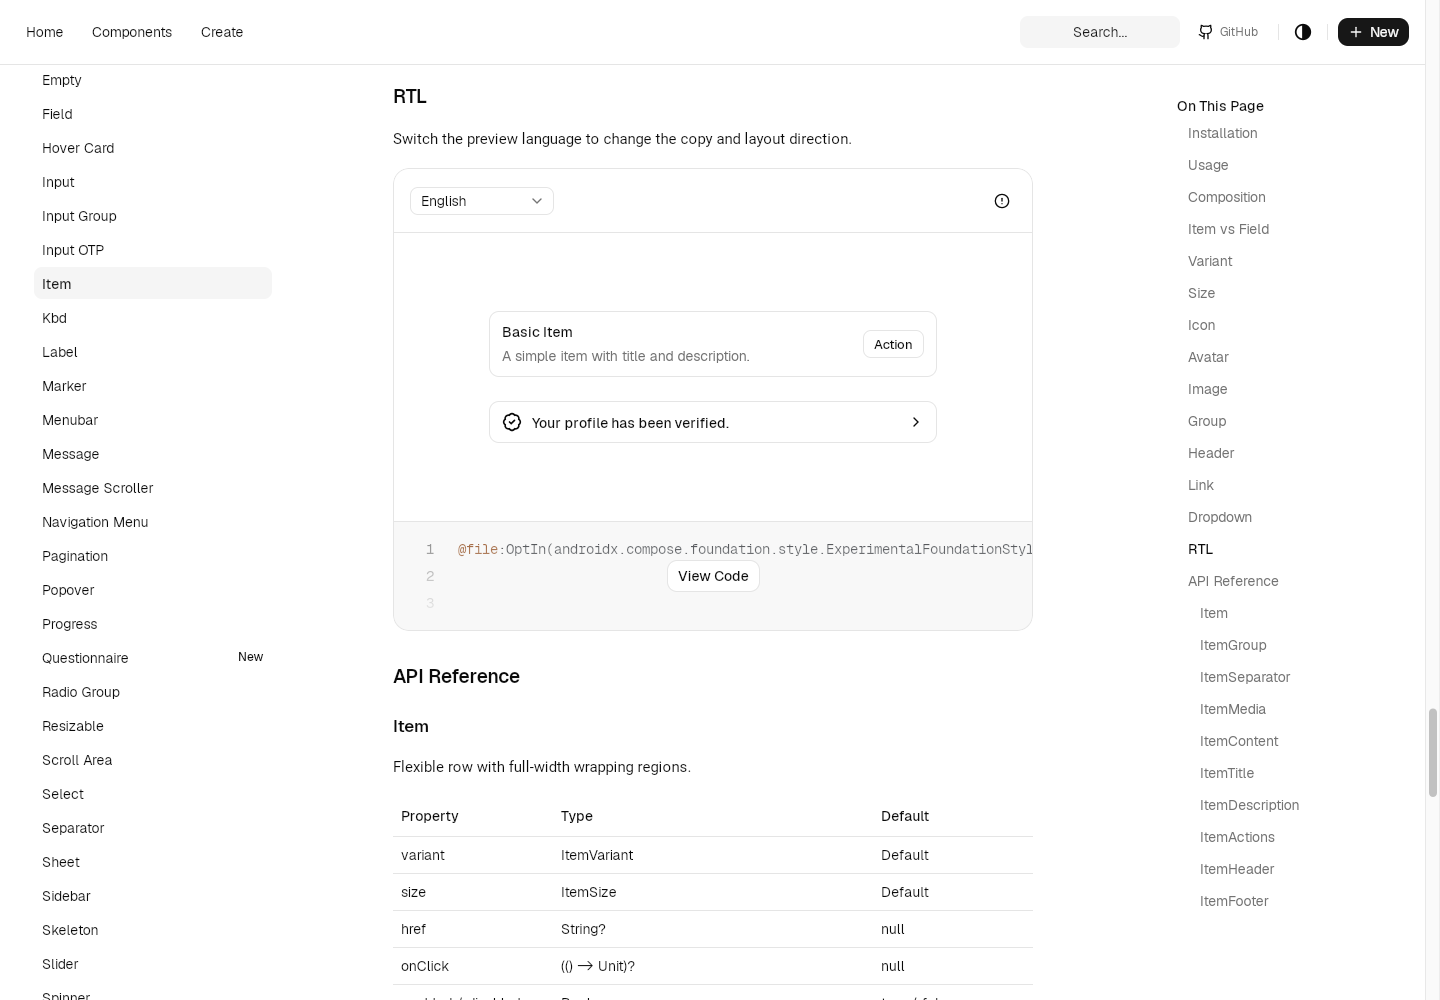 Home
Components
Create
Search...
GitHub
New
Empty
Field
Hover Card
Input
Input Group
Input OTP
Item
Kbd
Label
Marker
Menubar
Message
Message Scroller
Navigation Menu
Pagination
Popover
Progress
Questionnaire New
Radio Group
Resizable
Scroll Area
Select
Separator
Sheet
Sidebar
Skeleton
Slider
Spinner
RTL
Switch the preview language to change the copy and layout direction.
English
Basic Item
A simple item with title and description.
Action
Your profile has been verified.
1 @file:OptIn(androidx.compose.foundation.style.ExperimentalFoundationStyl
2
View Code
3
API Reference
Item
Flexible row with full-width wrapping regions.
Property Type Default
variant ItemVariant Default
size ItemSize Default
href String? null
onClick (() -> Unit)? null
On This Page
Installation
Usage
Composition
Item vs Field
Variant
Size
Icon
Avatar
Image
Group
Header
Link
Dropdown
RTL
API Reference
Item
ItemGroup
ItemSeparator
ItemMedia
ItemContent
ItemTitle
ItemDescription
ItemActions
ItemHeader
ItemFooter